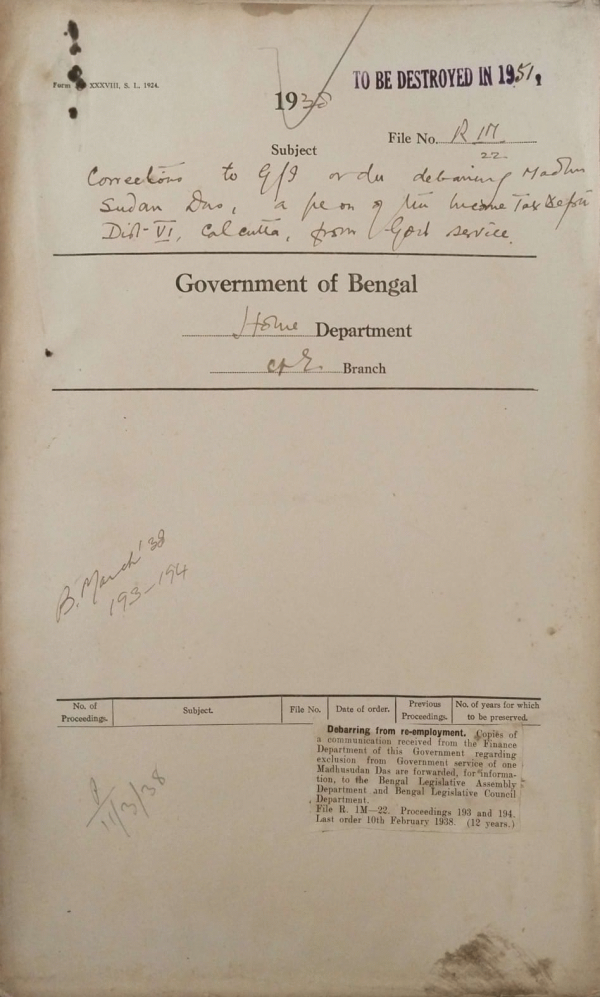 TO BE DESTROYED IN 1951,
Form XXXVIII, S. I., 1924.
1938
File No. R 1M
22.
Subject
Corrections to G/I order debarring Madhu
Sudan Das, a peon of the Income Tax Deptt
Dist-VI, Calcutta, from Govt service.
Government of Bengal
Home Department
Branch
B. March '38
193-194
No. of Proceedings. Subject. File No. Date of order. Previous Proceedings. No. of years for which to be preserved.
Debarring from re-employment. Copies of
a communication received from the Finance
Department of this Government regarding
exclusion from Government service of one
Madhusudan Das are forwarded, for informa-
tion, to the Bengal Legislative Assembly
Department and Bengal Legislative Council
Department.
File R. 1M—22. Proceedings 193 and 194.
Last order 10th February 1938. (12 years.)
11/3/38